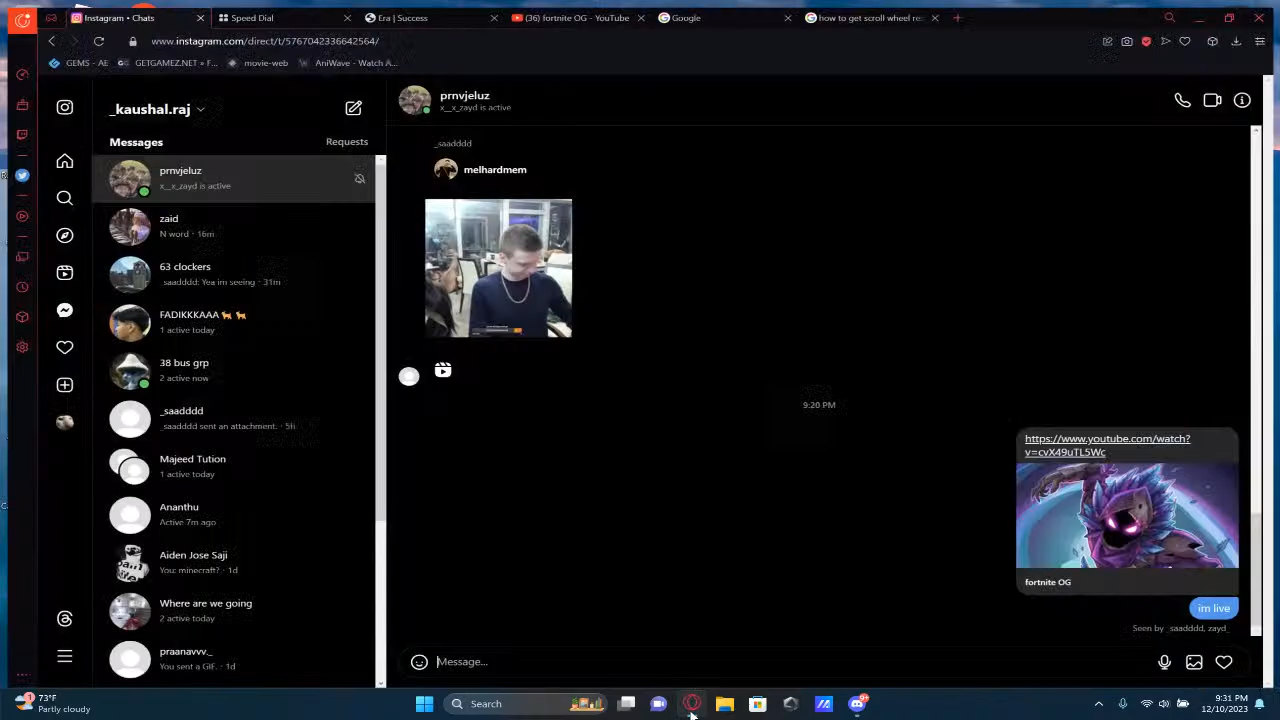 Instagram • Chats
Speed Dial
Era | Success
(36) fortnite OG - YouTube
Google
how to get scroll wheel re
www.instagram.com/direct/t/5767042336642564/
GEMS - AE
GETGAMEZ.NET » F...
movie-web
AniWave - Watch A...
_kaushal.raj
Messages
Requests
prnvjeluz
x__x_zayd is active
zaid
N word · 16m
63 clockers
_saadddd: Yea im seeing · 31m
FADIKKKAAA 🐕 🐕
1 active today
38 bus grp
2 active now
_saadddd
_saadddd sent an attachment. · 5h
Majeed Tution
1 active today
Ananthu
Active 7m ago
Aiden Jose Saji
You: minecraft? · 1d
Where are we going
2 active today
praanavvv._
You sent a GIF. · 1d
prnvjeluz
x__x_zayd is active
_saadddd
melhardmem
9:20 PM
https://www.youtube.com/watch?
v=cvX49uTL5Wc
fortnite OG
im live
Seen by _saadddd, zayd_
Message...
1
73°F
Partly cloudy
Search
9+
9:31 PM
12/10/2023